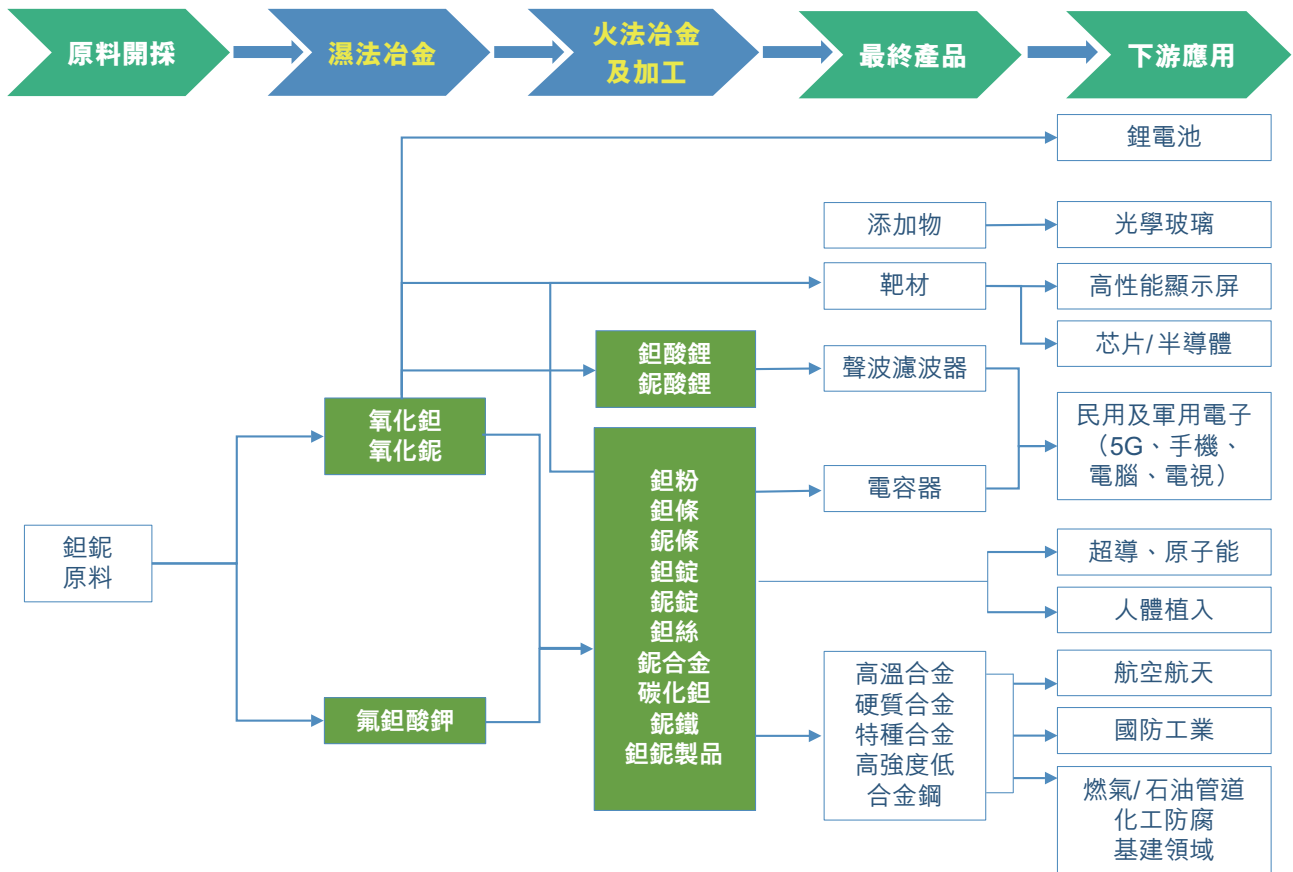 原料開採
濕法冶金
火法冶金
及加工
最終產品
下游應用
鋰電池
添加物
光學玻璃
靶材
高性能顯示屏
芯片/半導體
鉭酸鋰
鈮酸鋰
聲波濾波器
氧化鉭
氧化鈮
民用及軍用電子
（5G、手機、
電腦、電視）
鉭粉
鉭條
鈮條
鉭錠
鈮錠
鉭絲
鈮合金
碳化鉭
鈮鐵
鉭鈮製品
電容器
鉭鈮
原料
超導、原子能
人體植入
氟鉭酸鉀
高溫合金
硬質合金
特種合金
高強度低
合金鋼
航空航天
國防工業
燃氣/石油管道
化工防腐
基建領域